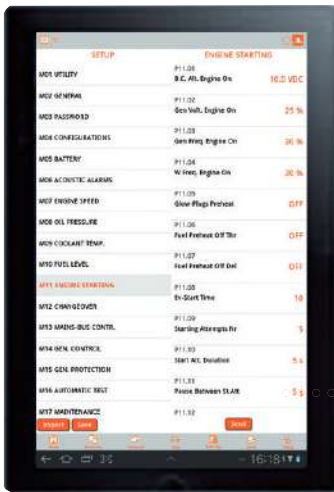 SETUP
M01 UTILITY
M02 GENERAL
M03 PASSWORD
M04 CONFIGURATIONS
M05 BATTERY
M06 ACOUSTIC ALARMS
M07 ENGINE SPEED
M08 OIL PRESSURE
M09 COOLANT TEMP.
M10 FUEL LEVEL
M11 ENGINE STARTING
M12 CHANGEOVER
M13 MAINS-BUS CONTR.
M14 GEN. CONTROL
M15 GEN. PROTECTION
M16 AUTOMATIC TEST
M17 MAINTENANCE
ENGINE STARTING
P11.01
B.C. Alt. Engine On
10.0 VDC
P11.02
Gen Volt. Engine On
25 %
P11.03
Gen Freq. Engine On
30 %
P11.04
W Freq. Engine On
30 %
P11.05
Glow Plugs Preheat
OFF
P11.06
Fuel Preheat Off Thr
OFF
P11.07
Fuel Preheat Off Del
OFF
P11.08
Ev-Start Time
10
P11.09
Starting Attempts Nr
5
P11.10
Start Att. Duration
5 s
P11.11
Pause Between St.Att
5 s
P11.12
Import
Save
Send
16:18